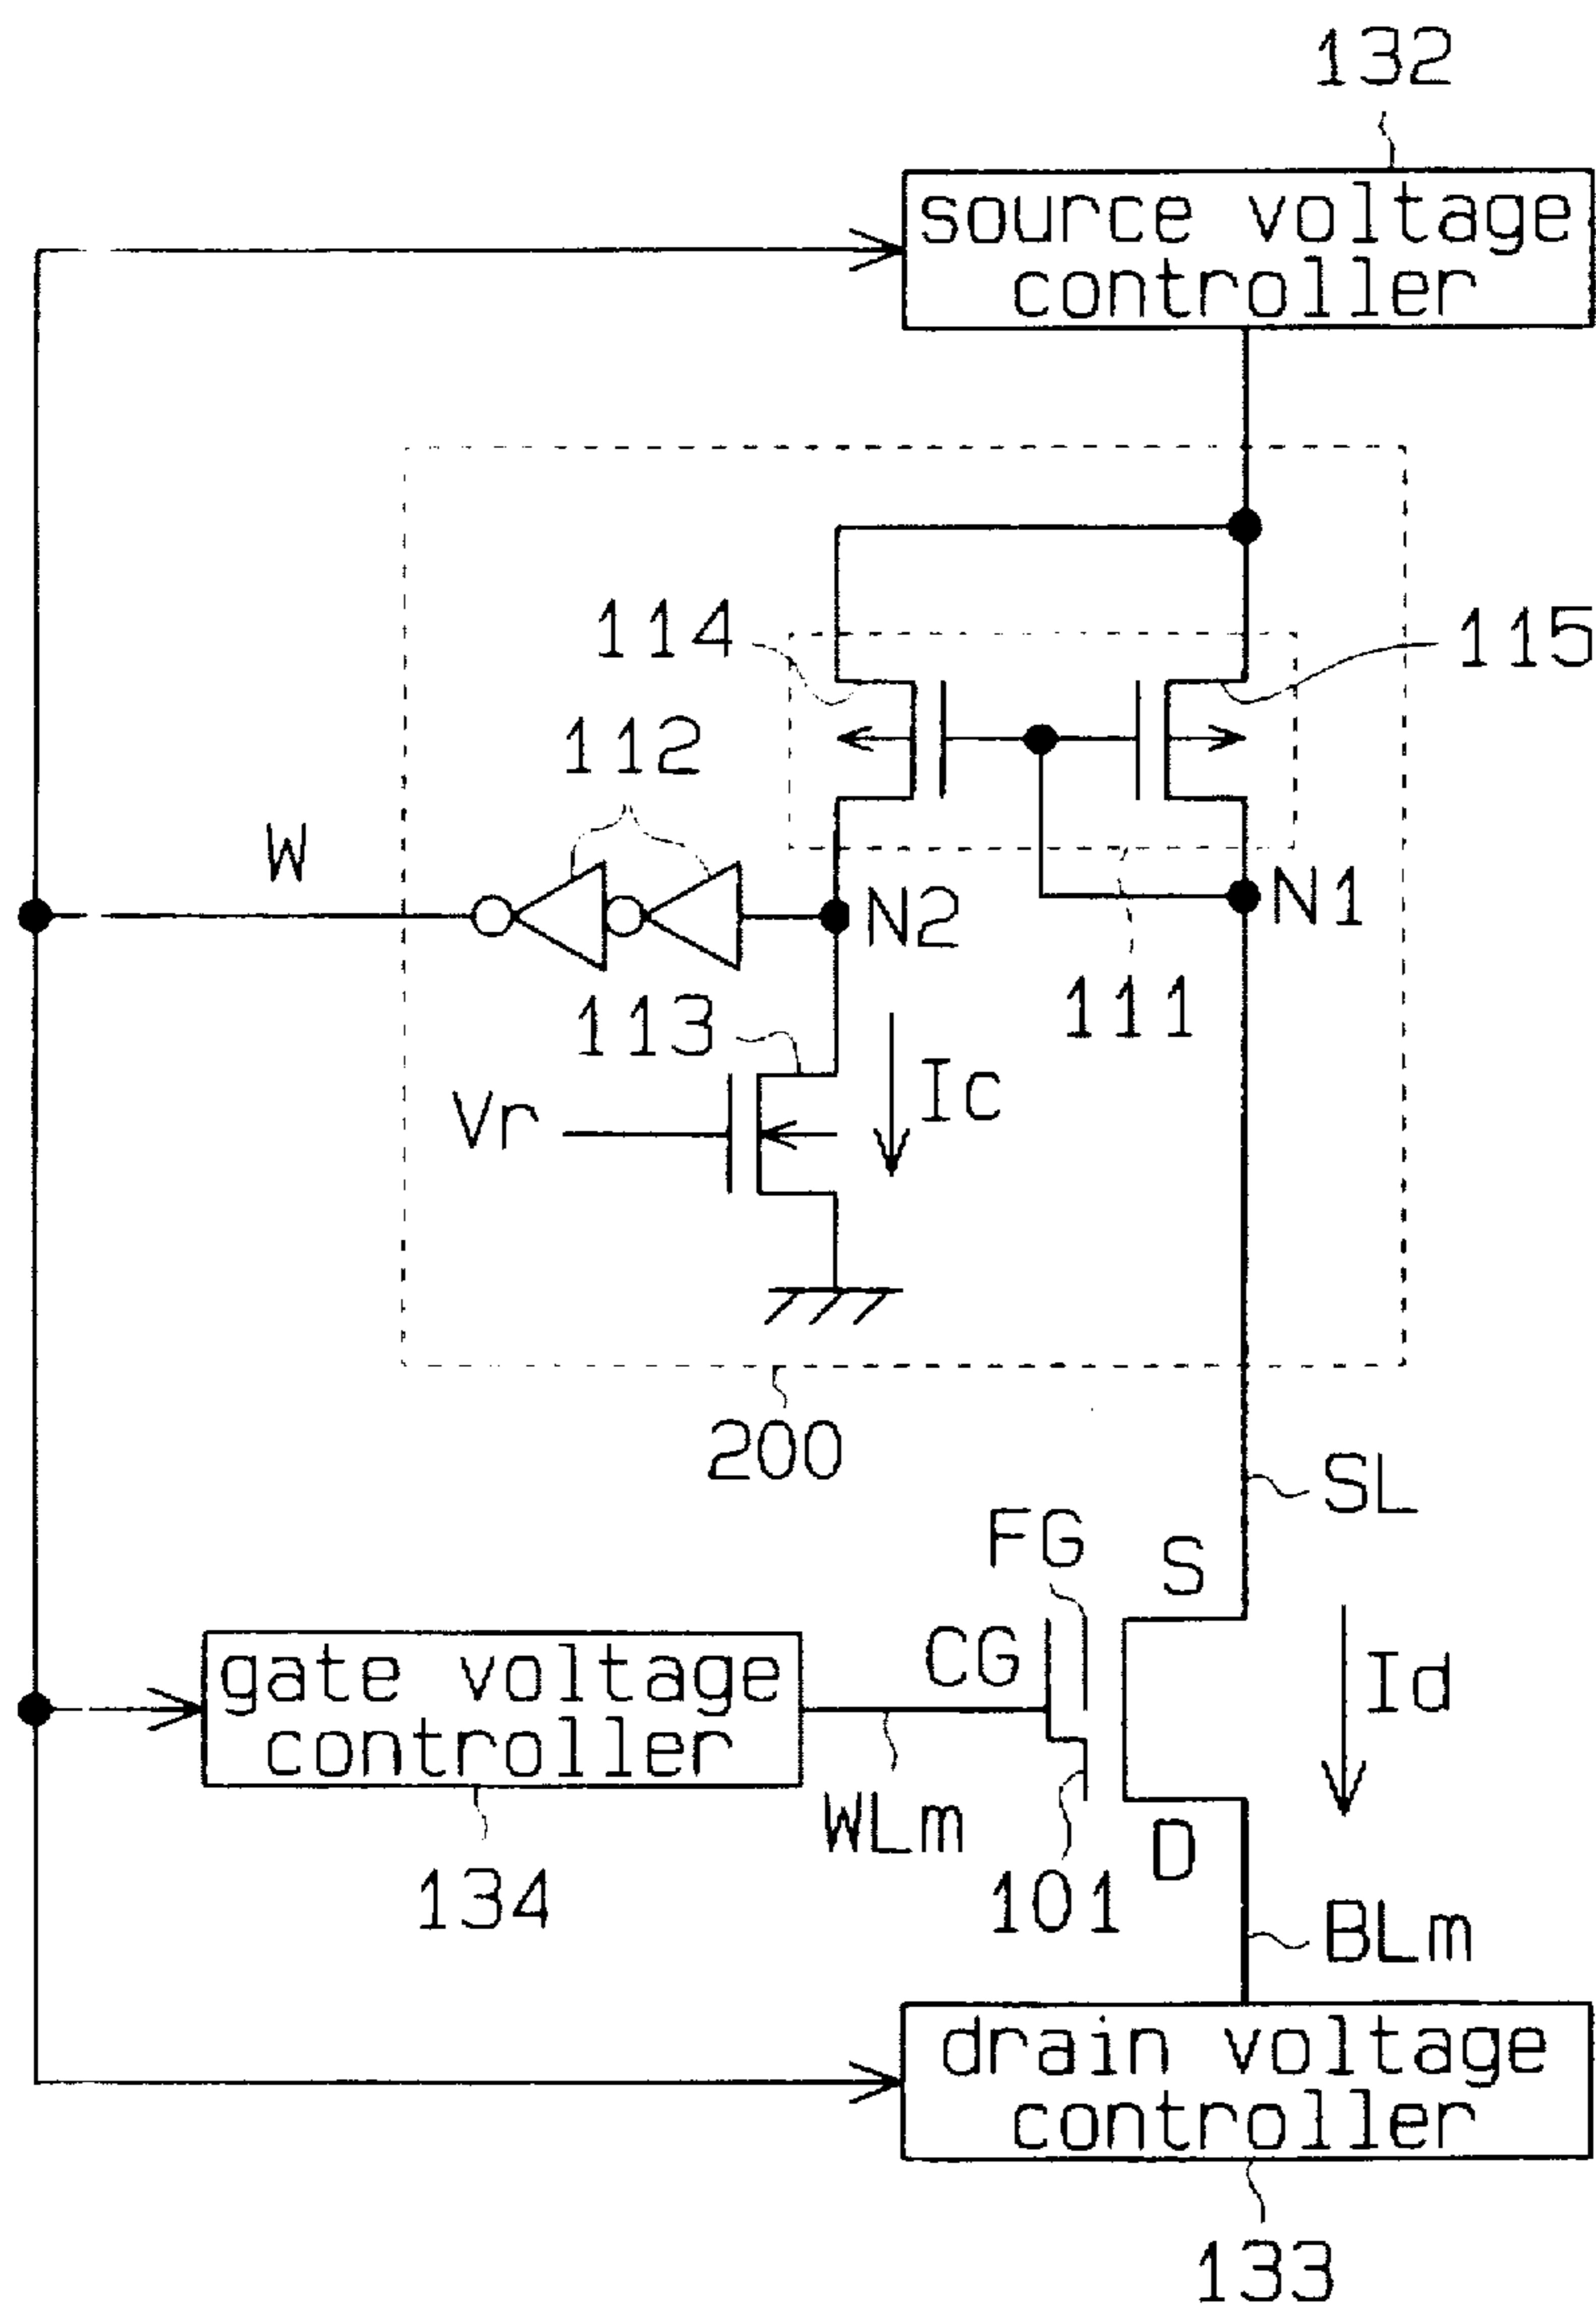 132
source voltage
controller
114
115
112
W
N2
N1
111
113
Ic
Vr
200
SL
FG
S
CG
gate voltage
controller
Id
WLm
D
134
101
BLm
drain voltage
controller
133